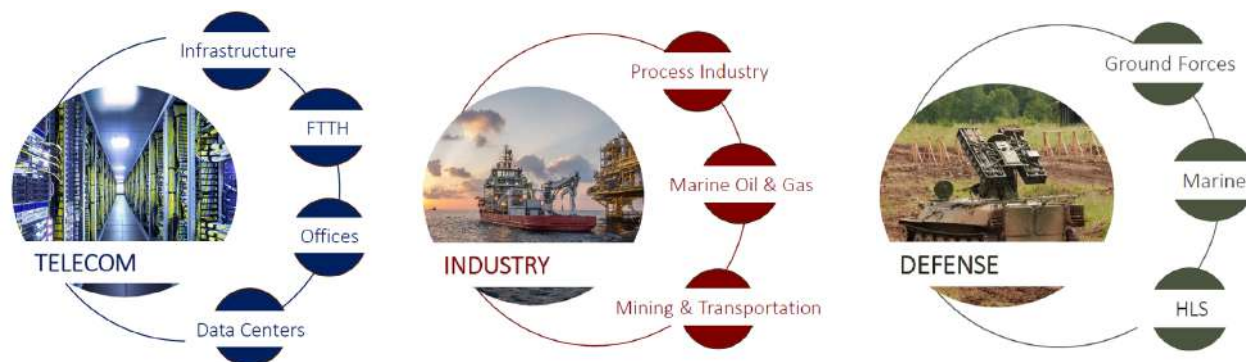 Infrastructure
FTTH
Offices
TELECOM
Data Centers
Process Industry
Marine Oil & Gas
INDUSTRY
Mining & Transportation
Ground Forces
Marine
DEFENSE
HLS